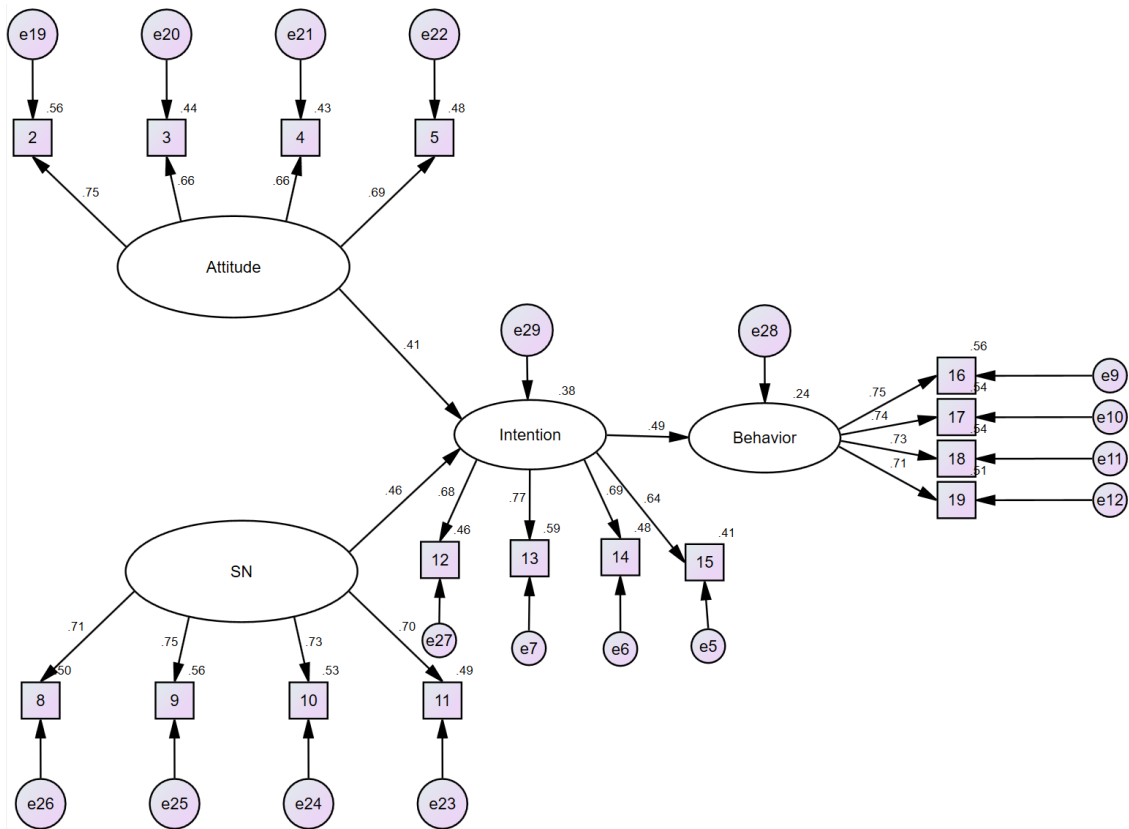 e19 e20 e21 e22
.56 .44 .43 .48
2 3 4 5
.75 .66 .66 .69
Attitude
.41
e29 e28
.38 .24
Intention
.49
Behavior
.56
.75 16 e9
.54
.74 17 e10
.54
.73 18 e11
.51
.71 19 e12
.46
.68 .77 .69 .64
.46 .59 .48 .41
12 13 14 15
e27 e7 e6 e5
SN
.71 .75 .73 .70
.50 .56 .53 .49
8 9 10 11
e26 e25 e24 e23